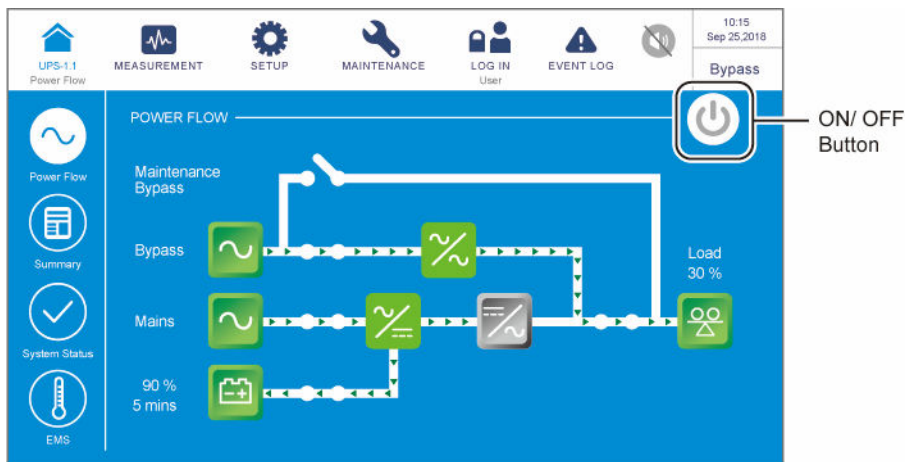 UPS-1.1
Power Flow
MEASUREMENT
SETUP
MAINTENANCE
LOG IN
User
EVENT LOG
10:15
Sep 25,2018
Bypass
POWER FLOW
ON/ OFF
Button
Power Flow
Maintenance
Bypass
Summary
Bypass
Load
30 %
System Status
Mains
90 %
5 mins
EMS